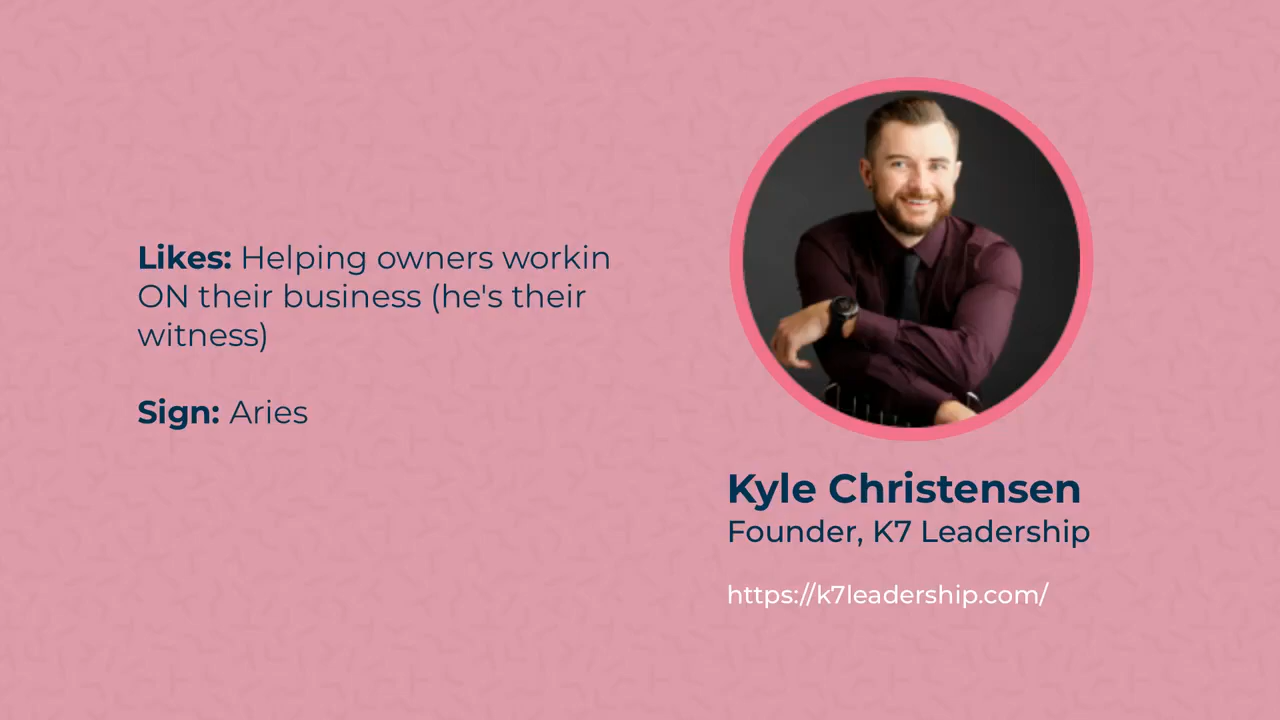 Likes: Helping owners workin
ON their business (he's their
witness)
Sign: Aries
Kyle Christensen
Founder, K7 Leadership
https://k7leadership.com/